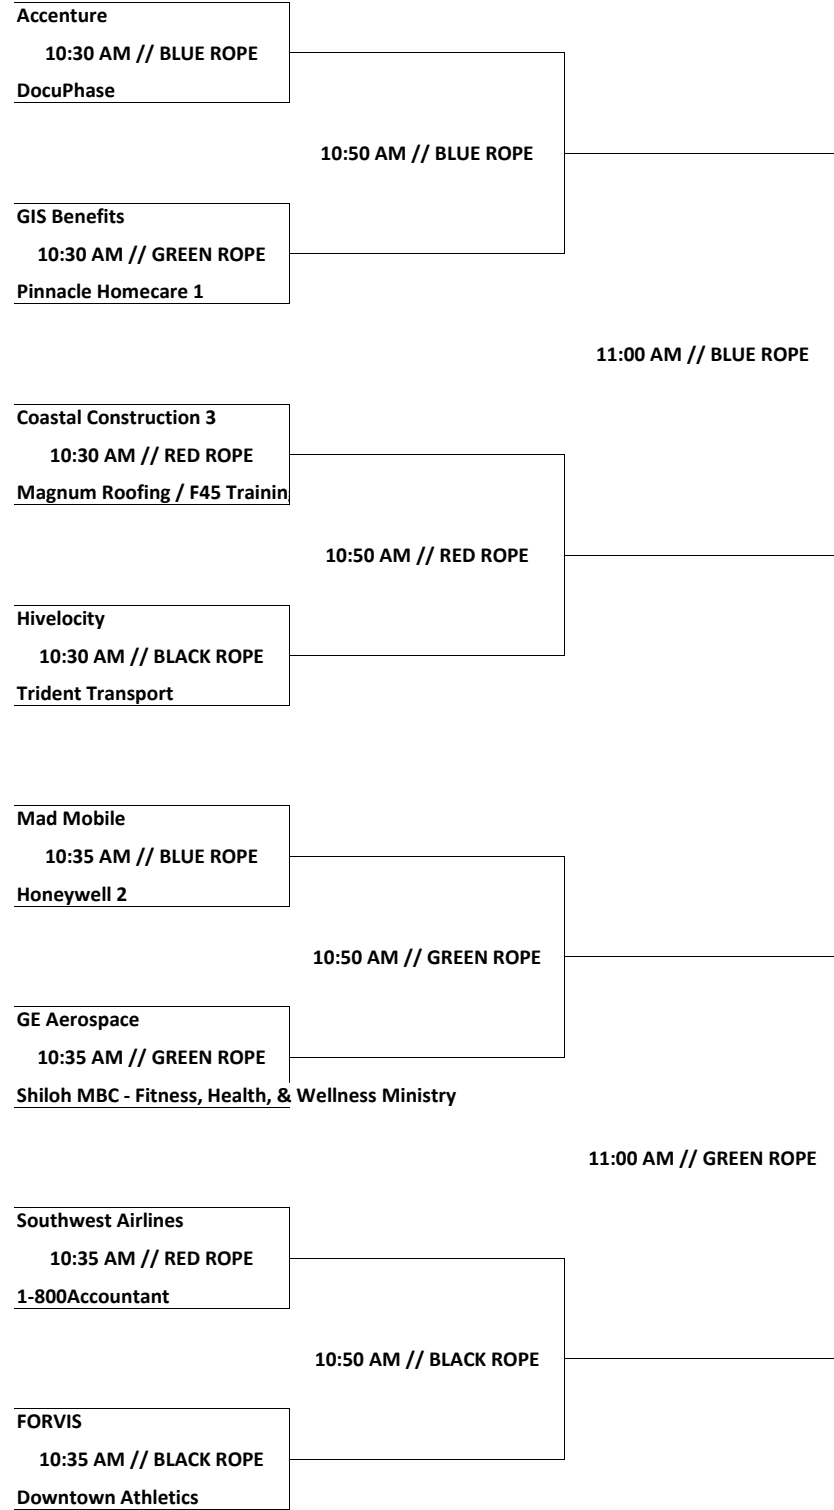 Accenture
10:30 AM // BLUE ROPE
DocuPhase
10:50 AM // BLUE ROPE
GIS Benefits
10:30 AM // GREEN ROPE
Pinnacle Homecare 1
11:00 AM // BLUE ROPE
Coastal Construction 3
10:30 AM // RED ROPE
Magnum Roofing / F45 Trainin
10:50 AM // RED ROPE
Hivelocity
10:30 AM // BLACK ROPE
Trident Transport
Mad Mobile
10:35 AM // BLUE ROPE
Honeywell 2
10:50 AM // GREEN ROPE
GE Aerospace
10:35 AM // GREEN ROPE
Shiloh MBC - Fitness, Health, & Wellness Ministry
11:00 AM // GREEN ROPE
Southwest Airlines
10:35 AM // RED ROPE
1-800Accountant
10:50 AM // BLACK ROPE
FORVIS
10:35 AM // BLACK ROPE
Downtown Athletics